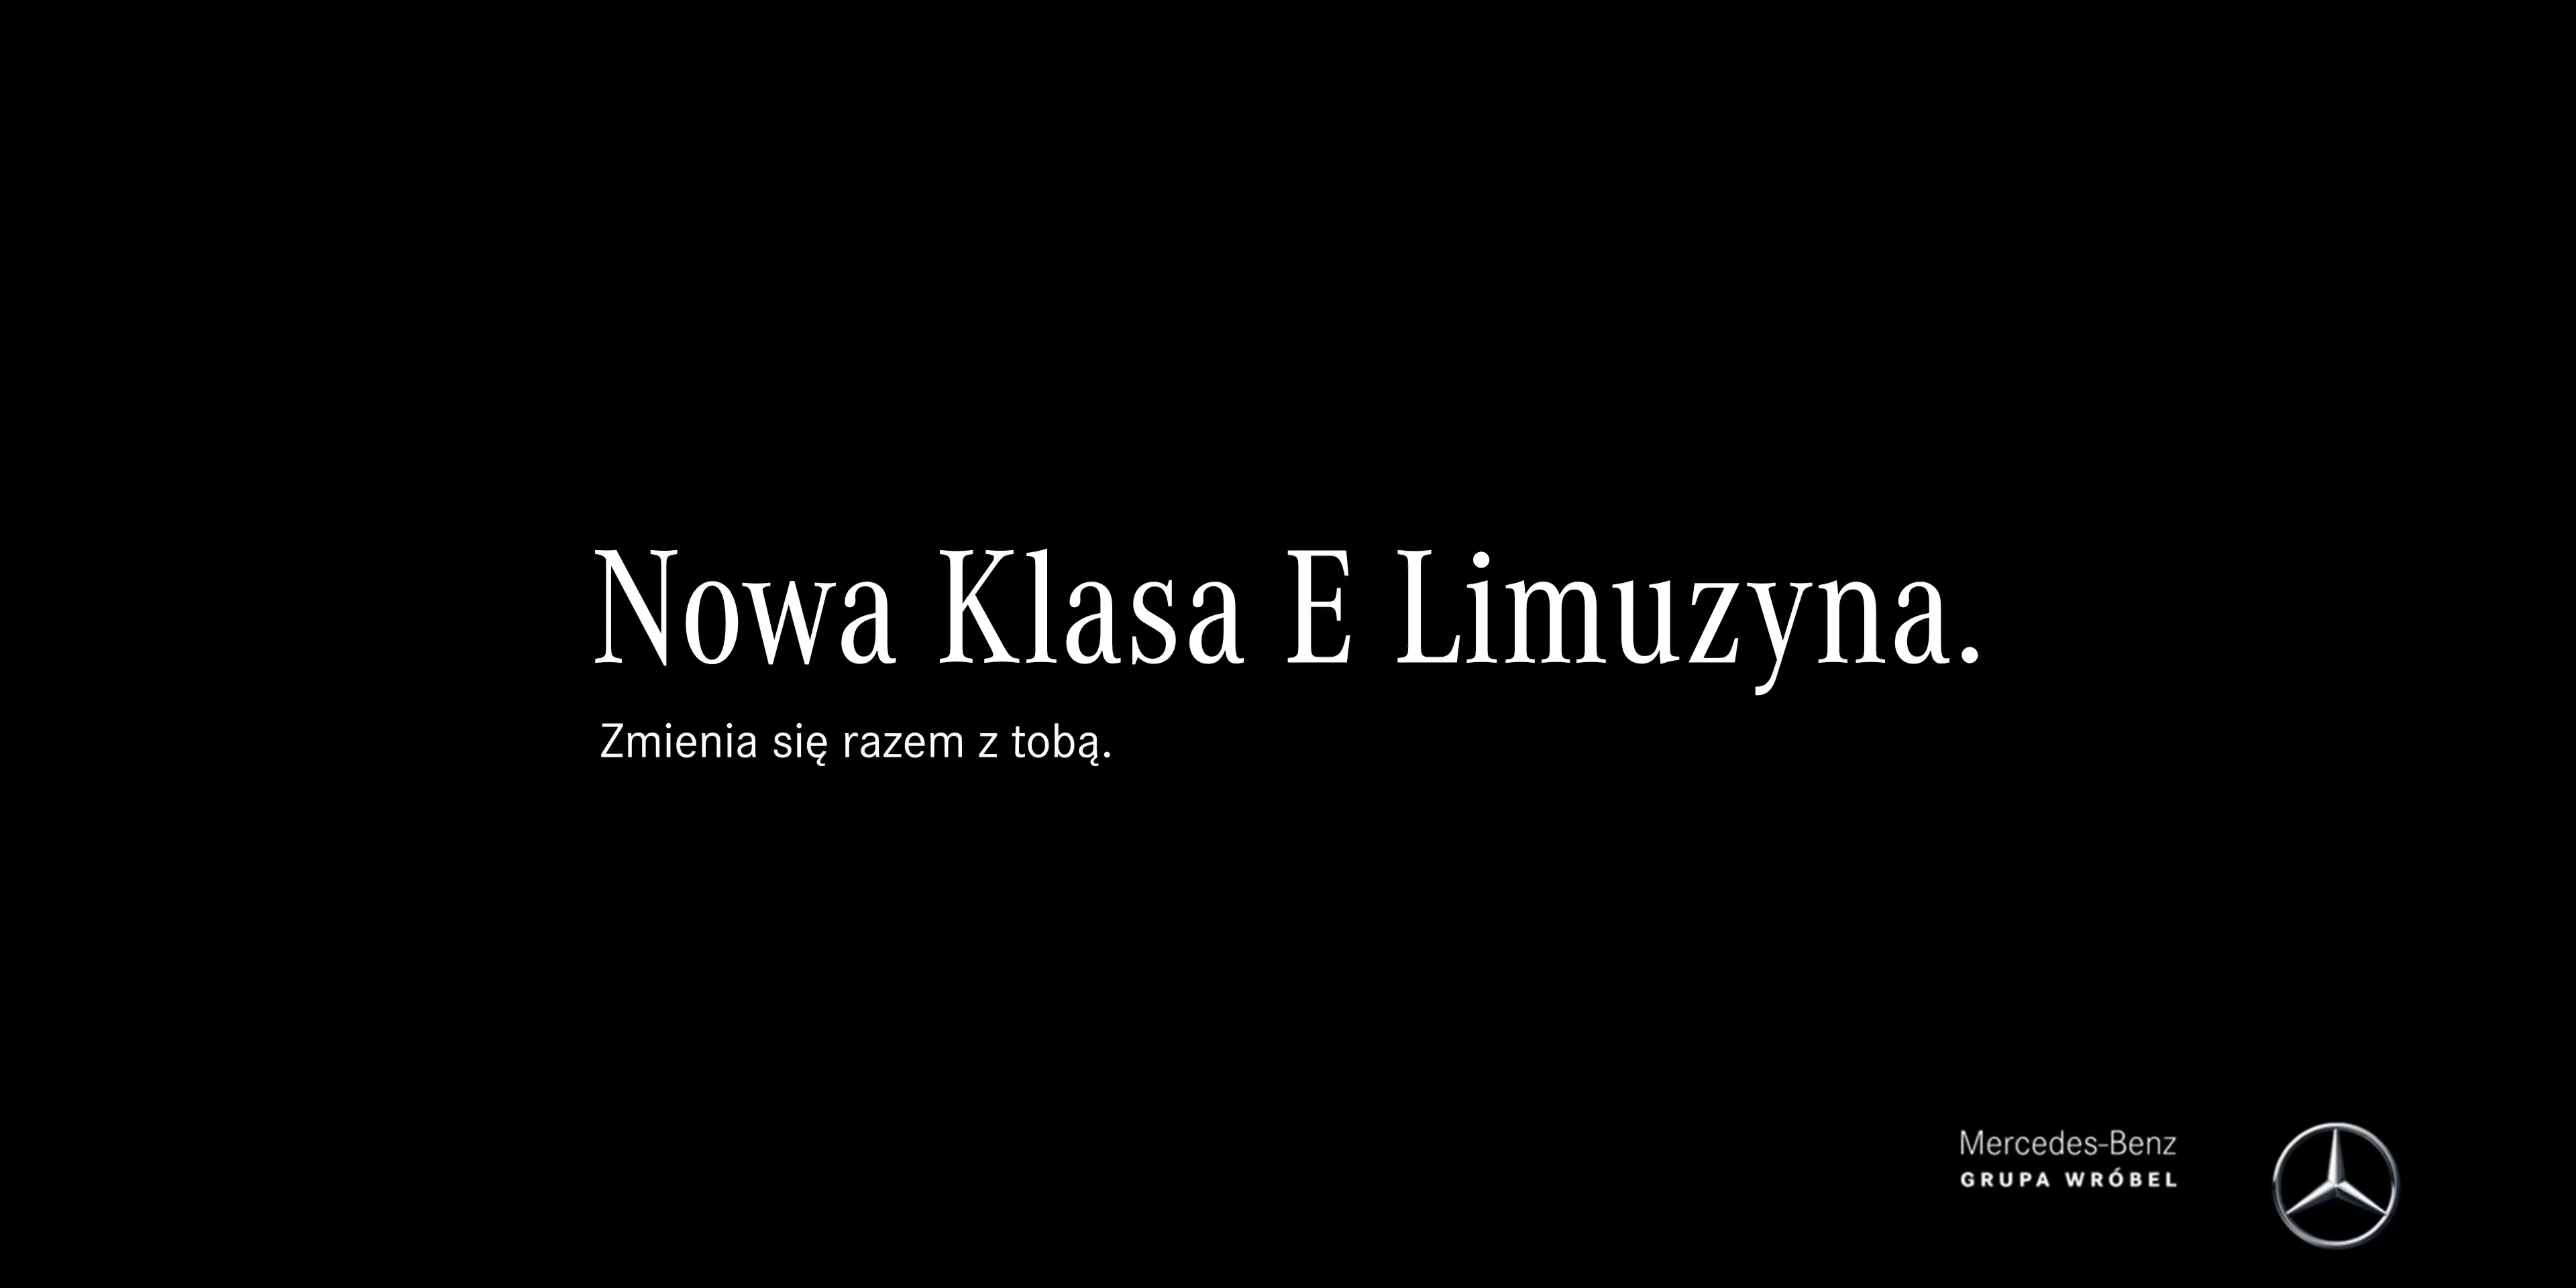 Nowa Klasa E Limuzyna.
Zmienia się razem z tobą.
Mercedes-Benz
GRUPA WRÓBEL